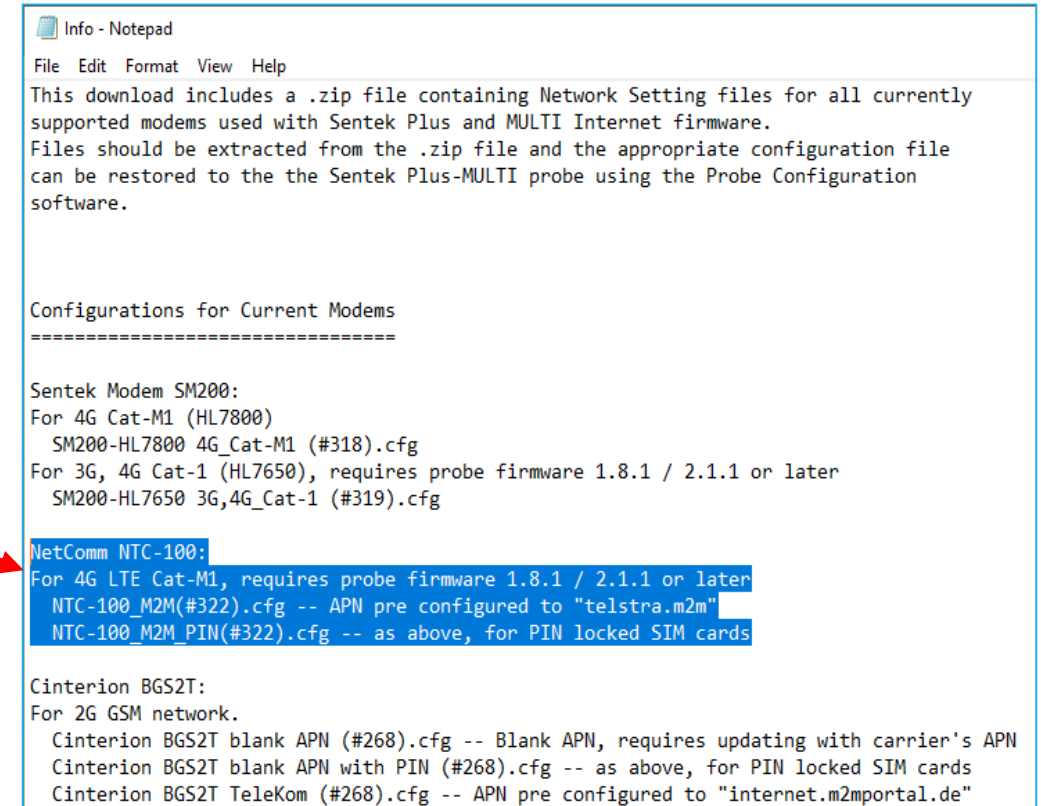 Info - Notepad
File Edit Format View Help
This download includes a .zip file containing Network Setting files for all currently
supported modems used with Sentek Plus and MULTI Internet firmware.
Files should be extracted from the .zip file and the appropriate configuration file
can be restored to the the Sentek Plus-MULTI probe using the Probe Configuration
software.
Configurations for Current Modems
=================================
Sentek Modem SM200:
For 4G Cat-M1 (HL7800)
SM200-HL7800 4G_Cat-M1 (#318).cfg
For 3G, 4G Cat-1 (HL7650), requires probe firmware 1.8.1 / 2.1.1 or later
SM200-HL7650 3G,4G_Cat-1 (#319).cfg
NetComm NTC-100:
For 4G LTE Cat-M1, requires probe firmware 1.8.1 / 2.1.1 or later
NTC-100_M2M(#322).cfg -- APN pre configured to "telstra.m2m"
NTC-100_M2M_PIN(#322).cfg -- as above, for PIN locked SIM cards
Cinterion BGS2T:
For 2G GSM network.
Cinterion BGS2T blank APN (#268).cfg -- Blank APN, requires updating with carrier's APN
Cinterion BGS2T blank APN with PIN (#268).cfg -- as above, for PIN locked SIM cards
Cinterion BGS2T TeleKom (#268).cfg -- APN pre configured to "internet.m2mportal.de"